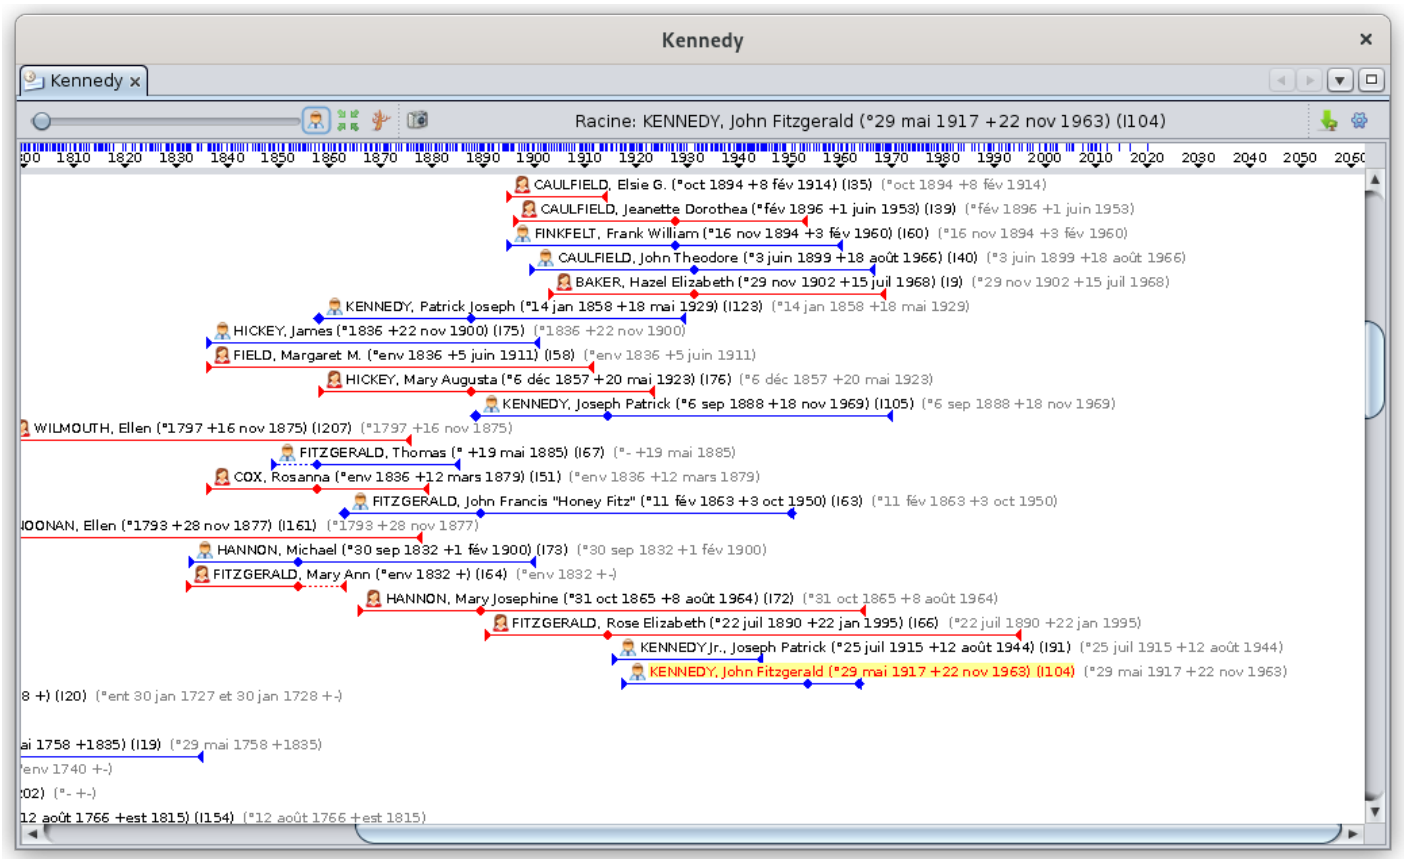 Kennedy
Kennedy
Racine: KENNEDY, John Fitzgerald (°29 mai 1917 +22 nov 1963) (I104)
1810 1820 1830 1840 1850 1860 1870 1880 1890 1900 1910 1920 1930 1940 1950 1960 1970 1980 1990 2000 2010 2020 2030 2040 2050 2060
CAULFIELD, Elsie G. (°oct 1894 +8 fév 1914) (I35) (°oct 1894 +8 fév 1914)
CAULFIELD, Jeanette Dorothea (°fév 1896 +1 juin 1953) (I39) (°fév 1896 +1 juin 1953)
FINKFELT, Frank William (°16 nov 1894 +3 fév 1960) (I60) (°16 nov 1894 +3 fév 1960)
CAULFIELD, John Theodore (°3 juin 1899 +18 août 1966) (I40) (°3 juin 1899 +18 août 1966)
BAKER, Hazel Elizabeth (°29 nov 1902 +15 juil 1968) (I9) (°29 nov 1902 +15 juil 1968)
KENNEDY, Patrick Joseph (°14 jan 1858 +18 mai 1929) (I123) (°14 jan 1858 +18 mai 1929)
HICKEY, James (°1836 +22 nov 1900) (I75) (°1836 +22 nov 1900)
FIELD, Margaret M. (°env 1836 +5 juin 1911) (I58) (°env 1836 +5 juin 1911)
HICKEY, Mary Augusta (°6 déc 1857 +20 mai 1923) (I76) (°6 déc 1857 +20 mai 1923)
KENNEDY, Joseph Patrick (°6 sep 1888 +18 nov 1969) (I105) (°6 sep 1888 +18 nov 1969)
WILMOUTH, Ellen (°1797 +16 nov 1875) (I207) (°1797 +16 nov 1875)
FITZGERALD, Thomas (° +19 mai 1885) (I67) (°- +19 mai 1885)
COX, Rosanna (°env 1836 +12 mars 1879) (I51) (°env 1836 +12 mars 1879)
FITZGERALD, John Francis "Honey Fitz" (°11 fév 1863 +3 oct 1950) (I63) (°11 fév 1863 +3 oct 1950)
NOONAN, Ellen (°1793 +28 nov 1877) (I161) (°1793 +28 nov 1877)
HANNON, Michael (°30 sep 1832 +1 fév 1900) (I73) (°30 sep 1832 +1 fév 1900)
FITZGERALD, Mary Ann (°env 1832 +) (I64) (°env 1832 +-)
HANNON, Mary Josephine (°31 oct 1865 +8 août 1964) (I72) (°31 oct 1865 +8 août 1964)
FITZGERALD, Rose Elizabeth (°22 juil 1890 +22 jan 1995) (I66) (°22 juil 1890 +22 jan 1995)
KENNEDY Jr., Joseph Patrick (°25 juil 1915 +12 août 1944) (I91) (°25 juil 1915 +12 août 1944)
KENNEDY, John Fitzgerald (°29 mai 1917 +22 nov 1963) (I104) (°29 mai 1917 +22 nov 1963)
8 +) (I20) (°ent 30 jan 1727 et 30 jan 1728 +-)
ai 1758 +1835) (I19) (°29 mai 1758 +1835)
°env 1740 +-)
02) (°- +-)
12 août 1766 +est 1815) (I154) (°12 août 1766 +est 1815)